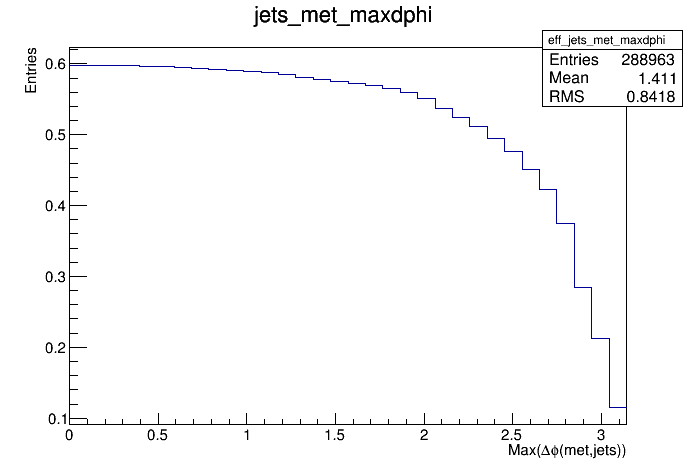 jets_met_maxdphi
eff_jets_met_maxdphi
Entries 288963
Mean 1.411
RMS 0.8418
Entries
0.6
0.5
0.4
0.3
0.2
0.1
0 0.5 1 1.5 2 2.5 3
Max(Δϕ(met,jets))